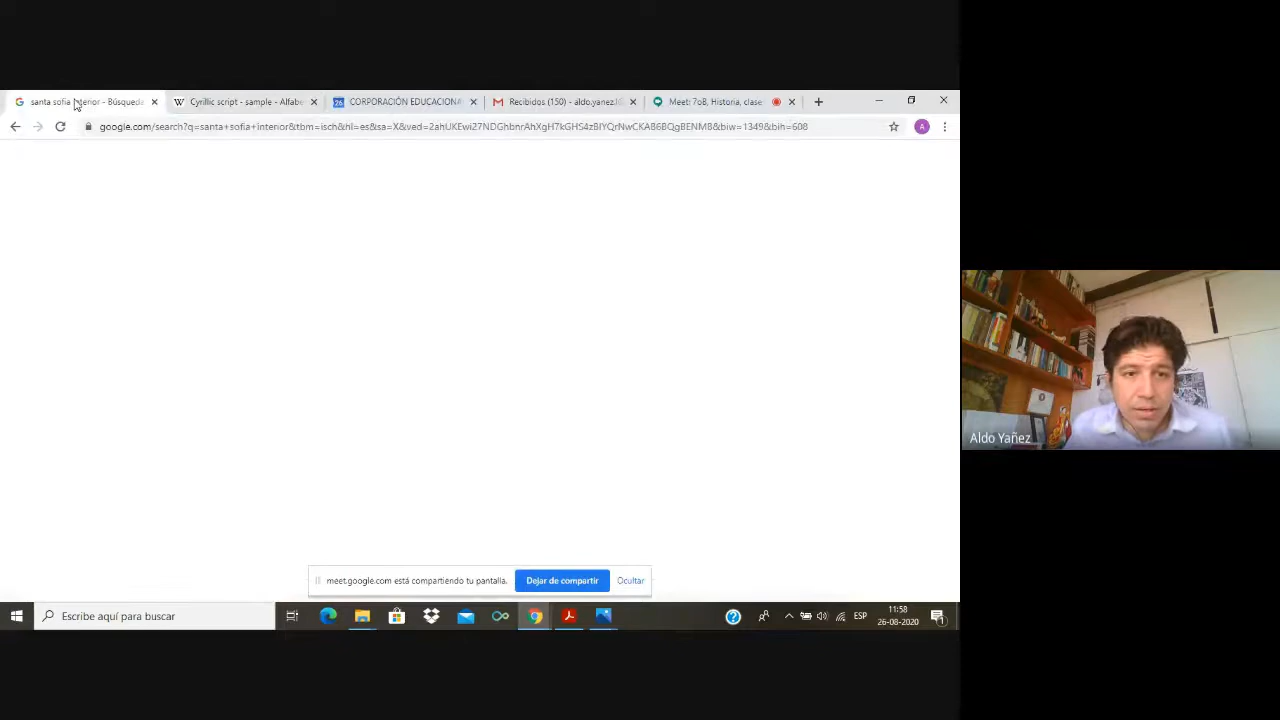 santa sofia interior - Búsqueda
Cyrillic script - sample - Alfabe
26 CORPORACIÓN EDUCACIONA
Recibidos (150) - aldo.yanez.
Meet: 7oB, Historia, clase
google.com/search?q=santa+sofia+interior&tbm=isch&hl=es&sa=X&ved=2ahUKEwi27NDGhbnrAhXgH7kGHS4zBIYQrNwCKAB6BQgBENM8&biw=1349&bih=608
A
Aldo Yañez
meet.google.com está compartiendo tu pantalla.
Dejar de compartir
Ocultar
Escribe aquí para buscar
ESP
11:58
26-08-2020
1